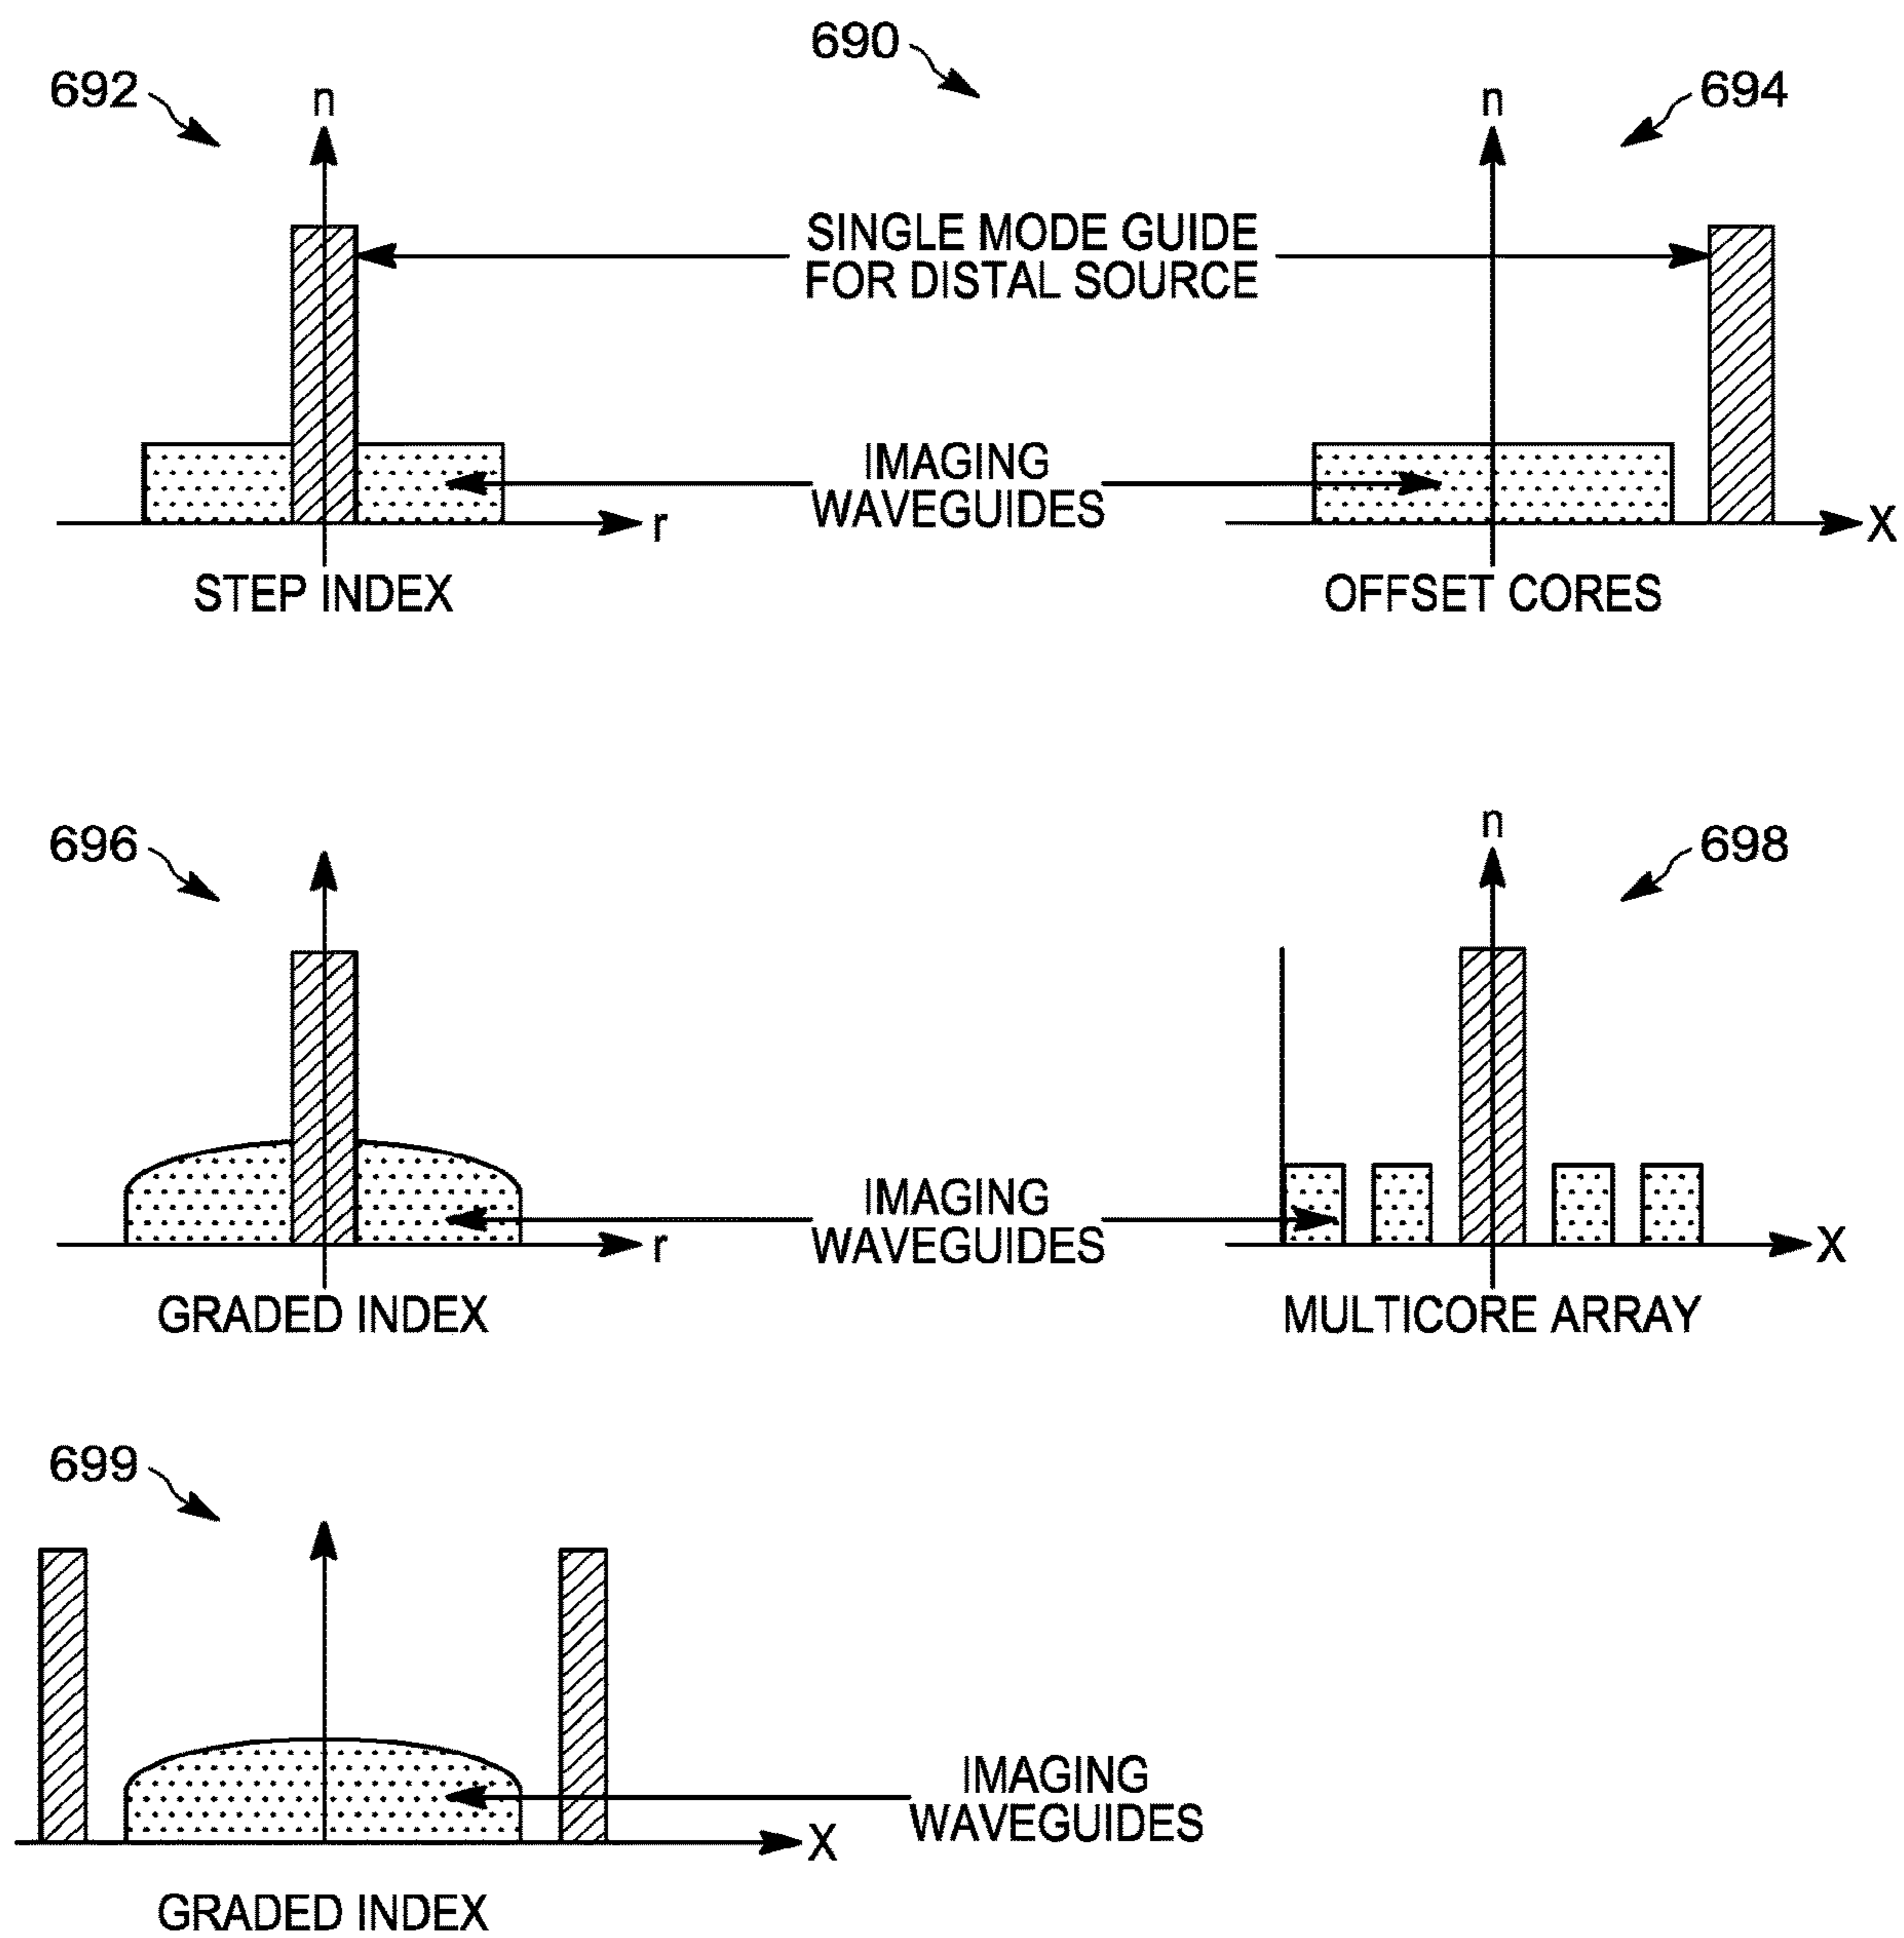 690
692
n
n
694
SINGLE MODE GUIDE
FOR DISTAL SOURCE
IMAGING
WAVEGUIDES
r
X
STEP INDEX
OFFSET CORES
696
n
698
IMAGING
WAVEGUIDES
r
X
GRADED INDEX
MULTICORE ARRAY
699
IMAGING
WAVEGUIDES
X
GRADED INDEX